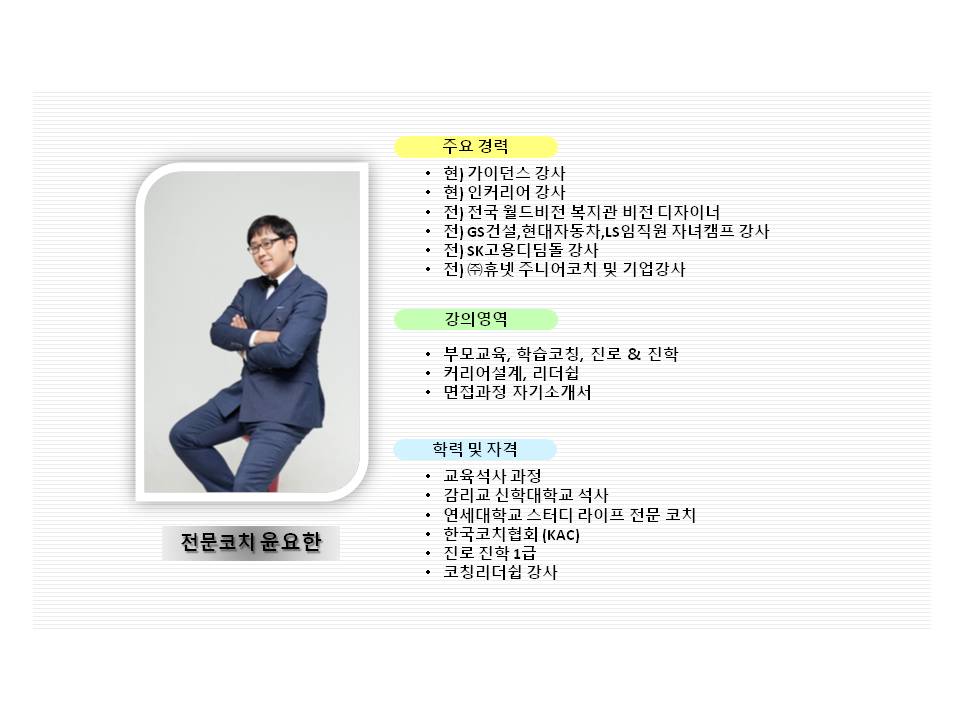 주요 경력
• 현) 가이던스 강사
• 현) 인커리어 강사
• 전) 전국 월드비전 복지관 비전 디자이너
• 전) GS건설,현대자동차,LS임직원 자녀캠프 강사
• 전) SK고용디딤돌 강사
• 전) ㈜휴넷 주니어코치 및 기업강사
강의영역
• 부모교육, 학습코칭, 진로 & 진학
• 커리어설계, 리더쉽
• 면접과정 자기소개서
학력 및 자격
• 교육석사 과정
• 감리교 신학대학교 석사
• 연세대학교 스터디 라이프 전문 코치
• 한국코치협회 (KAC)
• 진로 진학 1급
• 코칭리더쉽 강사
전문코치 윤요한